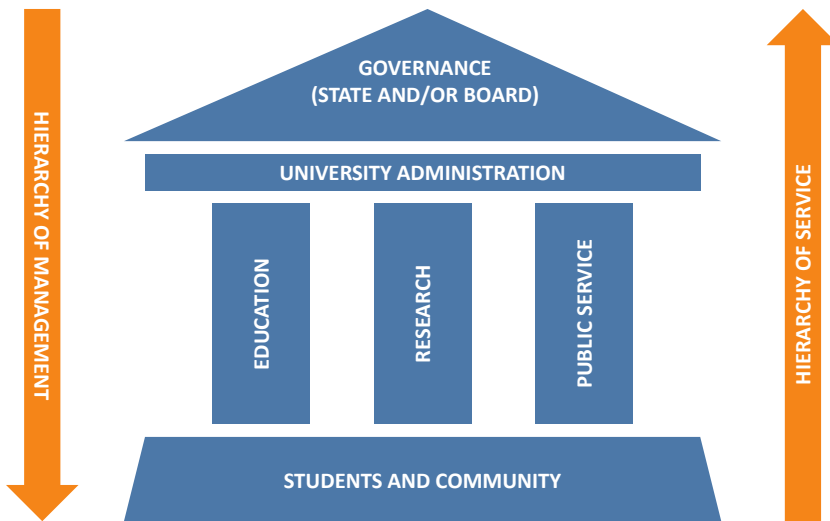 GOVERNANCE
(STATE AND/OR BOARD)
HIERARCHY OF MANAGEMENT
UNIVERSITY ADMINISTRATION
EDUCATION
RESEARCH
PUBLIC SERVICE
HIERARCHY OF SERVICE
STUDENTS AND COMMUNITY